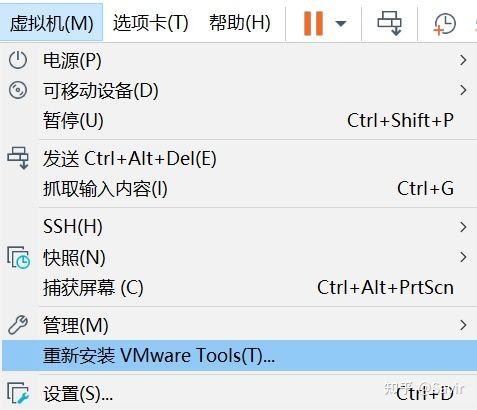 虚拟机(M) 选项卡(T) 帮助(H)
电源(P)
可移动设备(D)
暂停(U) Ctrl+Shift+P
发送 Ctrl+Alt+Del(E)
抓取输入内容(I) Ctrl+G
SSH(H)
快照(N)
捕获屏幕 (C) Ctrl+Alt+PrtScn
管理(M)
重新安装 VMware Tools(T)...
设置(S)... Ctrl+D
知乎